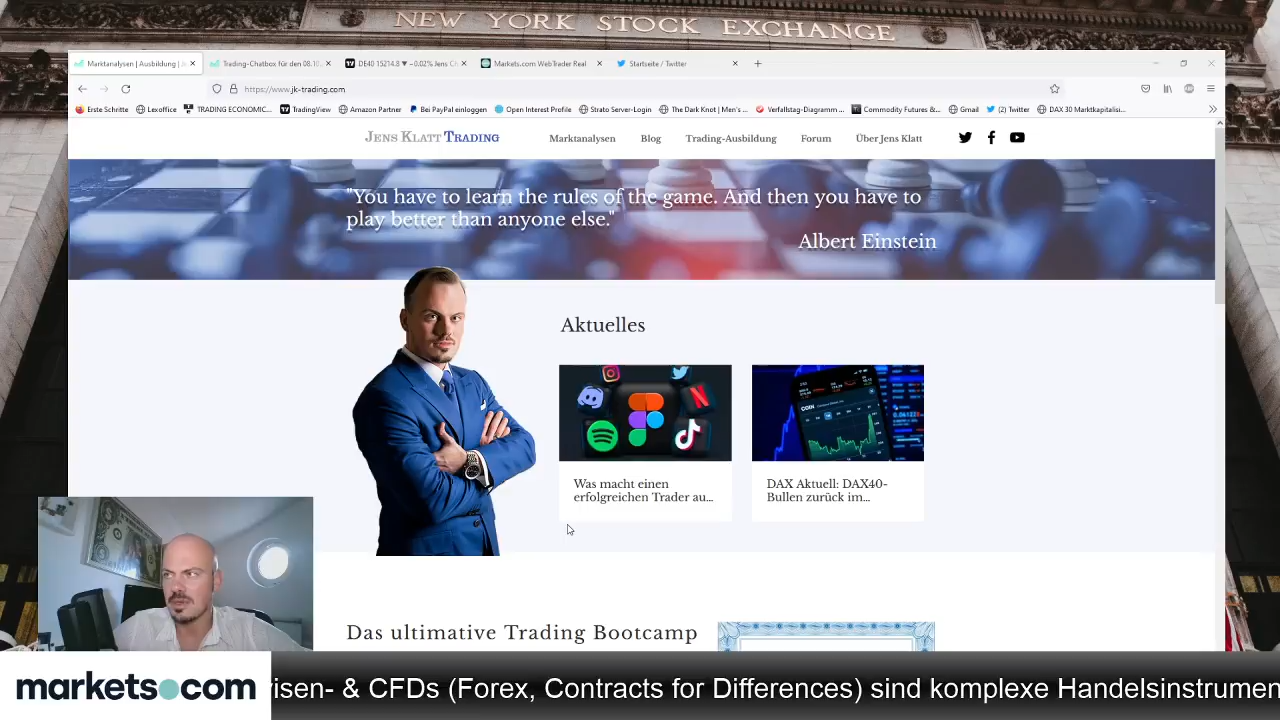 NEW YORK STOCK EXCHANGE
Marktanalysen | Ausbildung | J
Trading-Chatbox für den 08.10.
DE40 15214.8 ▼ −0.02% Jens C
Markets.com WebTrader Real
Startseite / Twitter
https://www.jk-trading.com
Erste Schritte
Lexoffice
TRADING ECONOMIC...
TradingView
Amazon Partner
Bei PayPal einloggen
Open Interest Profile
Strato Server-Login
The Dark Knot | Men's ...
Verfallstag-Diagramm ...
Commodity Futures &...
Gmail
(2) Twitter
DAX 30 Marktkapitalisi...
JENS KLATT TRADING
Marktanalysen
Blog
Trading-Ausbildung
Forum
Über Jens Klatt
"You have to learn the rules of the game. And then you have to
play better than anyone else."
Albert Einstein
Aktuelles
COIN
Was macht einen
erfolgreichen Trader au...
DAX Aktuell: DAX40-
Bullen zurück im...
Das ultimative Trading Bootcamp
markets.com
isen- & CFDs (Forex, Contracts for Differences) sind komplexe Handelsinstrumen